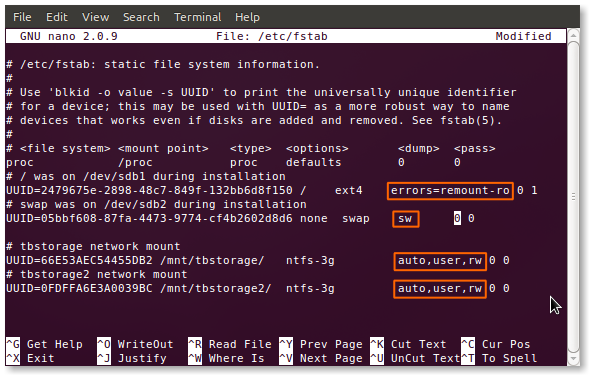 File Edit View Search Terminal Help
GNU nano 2.0.9 File: /etc/fstab Modified
# /etc/fstab: static file system information.
#
# Use 'blkid -o value -s UUID' to print the universally unique identifier
# for a device; this may be used with UUID= as a more robust way to name
# devices that works even if disks are added and removed. See fstab(5).
#
# <file system> <mount point> <type> <options> <dump> <pass>
proc /proc proc defaults 0 0
# / was on /dev/sdb1 during installation
UUID=2479675e-2898-48c7-849f-132bb6d8f150 / ext4 errors=remount-ro 0 1
# swap was on /dev/sdb2 during installation
UUID=05bbf608-87fa-4473-9774-cf4b2602d8d6 none swap sw 0 0
# tbstorage network mount
UUID=66E53AEC54455DB2 /mnt/tbstorage/ ntfs-3g auto,user,rw 0 0
# tbstorage2 network mount
UUID=0FDFFA6E3A0039BC /mnt/tbstorage2/ ntfs-3g auto,user,rw 0 0
^G Get Help ^O WriteOut ^R Read File ^Y Prev Page ^K Cut Text ^C Cur Pos
^X Exit ^J Justify ^W Where Is ^V Next Page ^U UnCut Text ^T To Spell